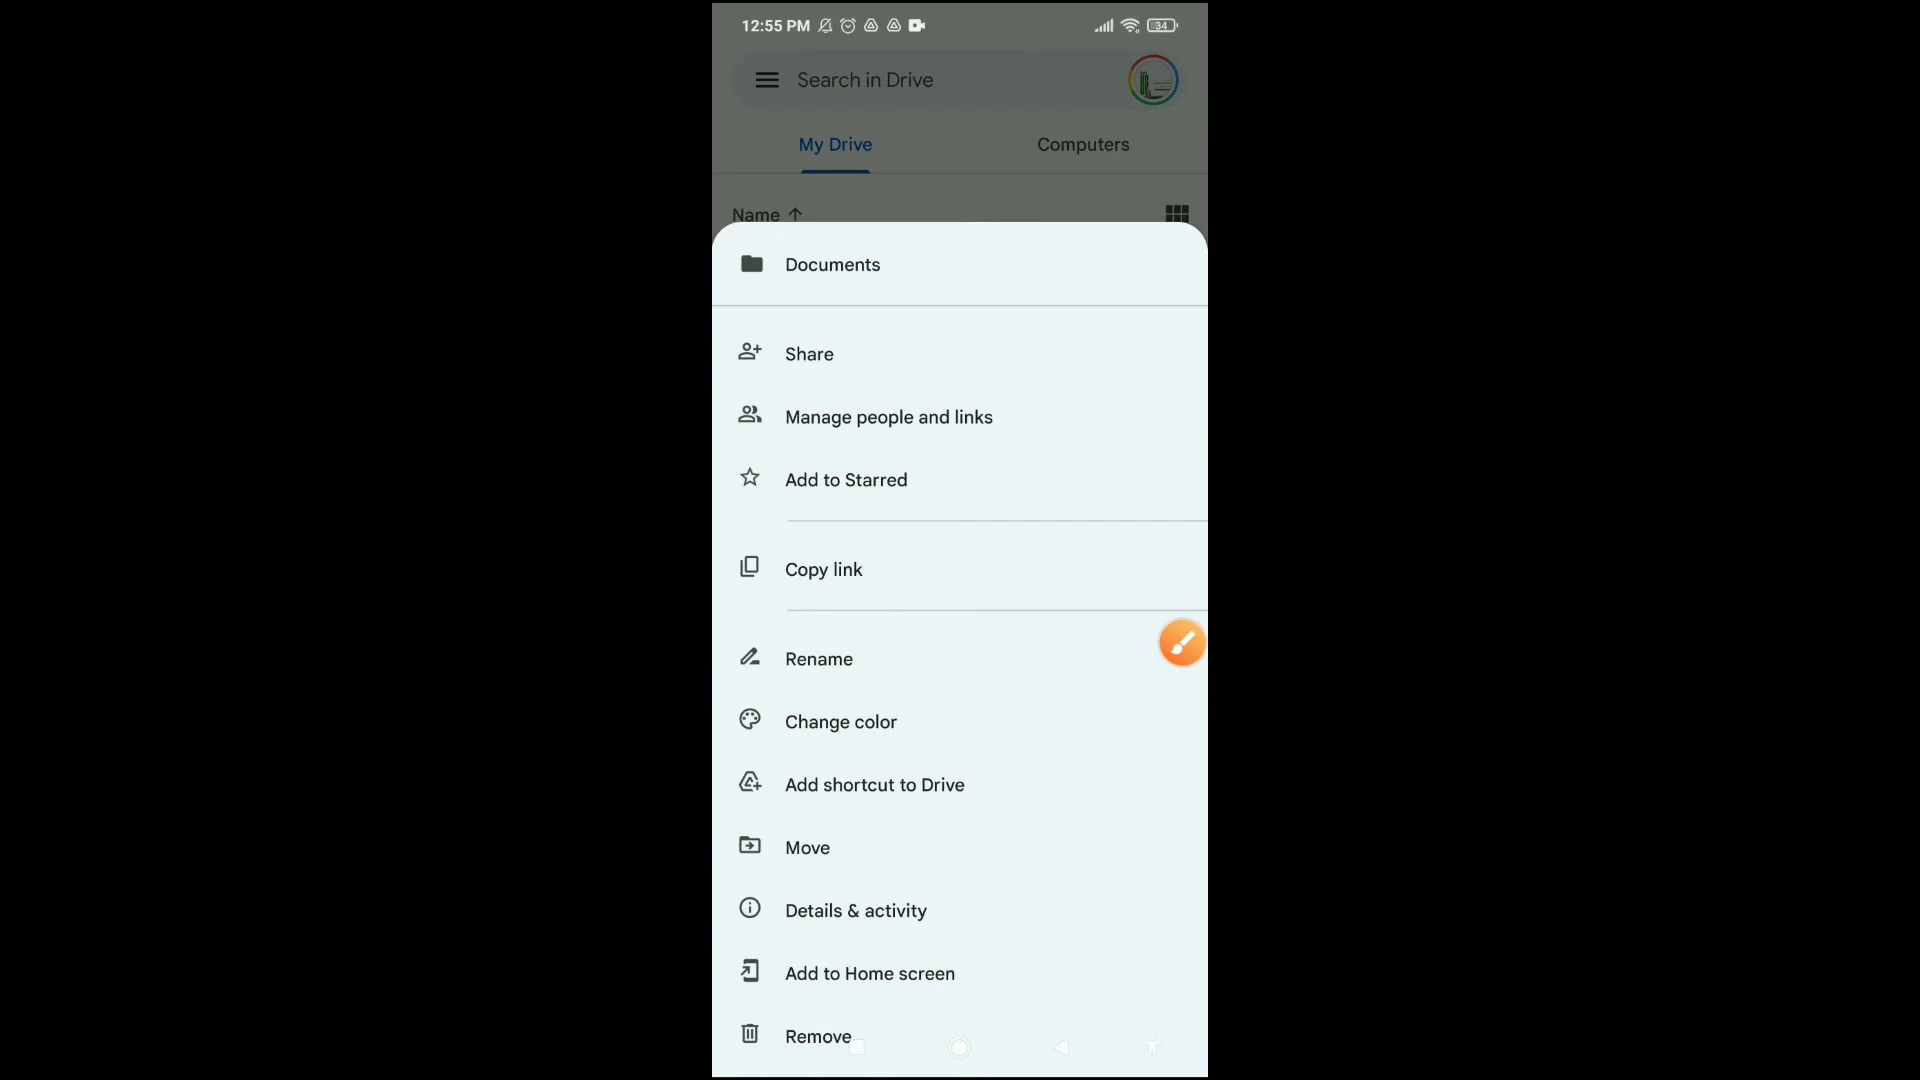 12:55 PM 34
Search in Drive
My Drive Computers
Name
Documents
Share
Manage people and links
Add to Starred
Copy link
Rename
Change color
Add shortcut to Drive
Move
Details & activity
Add to Home screen
Remove